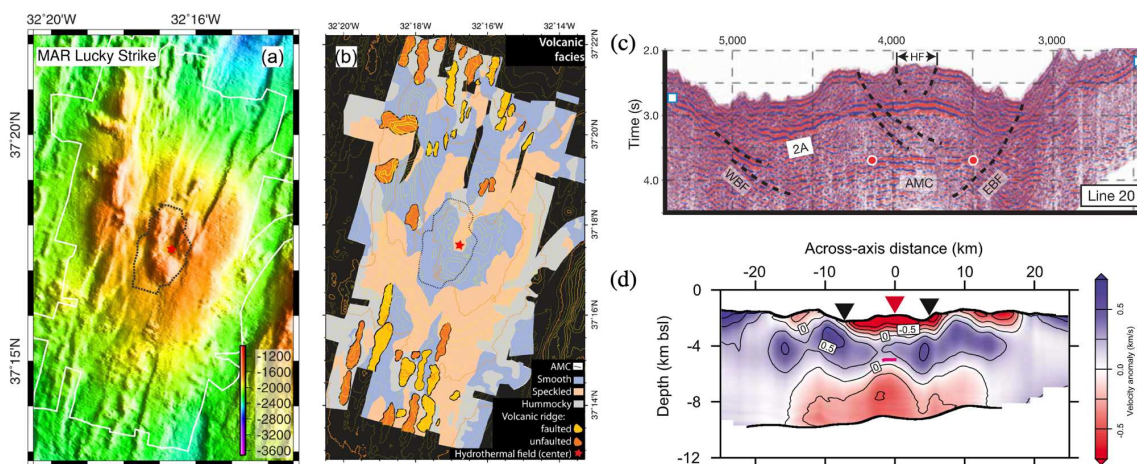 32˚20'W
32˚16'W
MAR Lucky Strike
(a)
37˚20'N
37˚15'N
-1200
-1600
-2000
-2400
-2800
-3200
-3600
32˚20'W
32˚18'W
32˚16'W
32˚14'W
(b)
Volcanic
facies
37˚22'N
37˚20'N
37˚18'N
37˚16'N
37˚14'N
AMC
Smooth
Speckled
Hummocky
Volcanic ridge:
faulted
unfaulted
Hydrothermal field (center)
(c)
2.0
3.0
4.0
Time (s)
5,000
4,000
3,000
HF
2A
WBF
AMC
EBF
Line 20
(d)
Across-axis distance (km)
-20
-10
0
10
20
0
-4
-8
-12
Depth (km bsl)
0
0.5
0
-0.5
0
0
0.5
0.0
-0.5
Velocity anomaly (km/s)